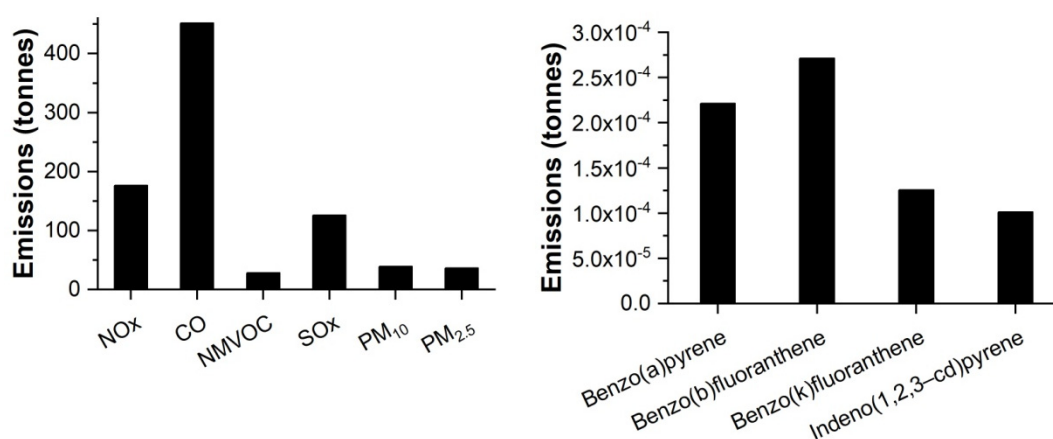 Emissions (tonnes)
400
300
200
100
0
NOx
CO
NMVOC
SOx
PM₁₀
PM₂.₅
Emissions (tonnes)
3.0x10⁻⁴
2.5x10⁻⁴
2.0x10⁻⁴
1.5x10⁻⁴
1.0x10⁻⁴
5.0x10⁻⁵
0.0
Benzo(a)pyrene
Benzo(b)fluoranthene
Benzo(k)fluoranthene
Indeno(1,2,3–cd)pyrene